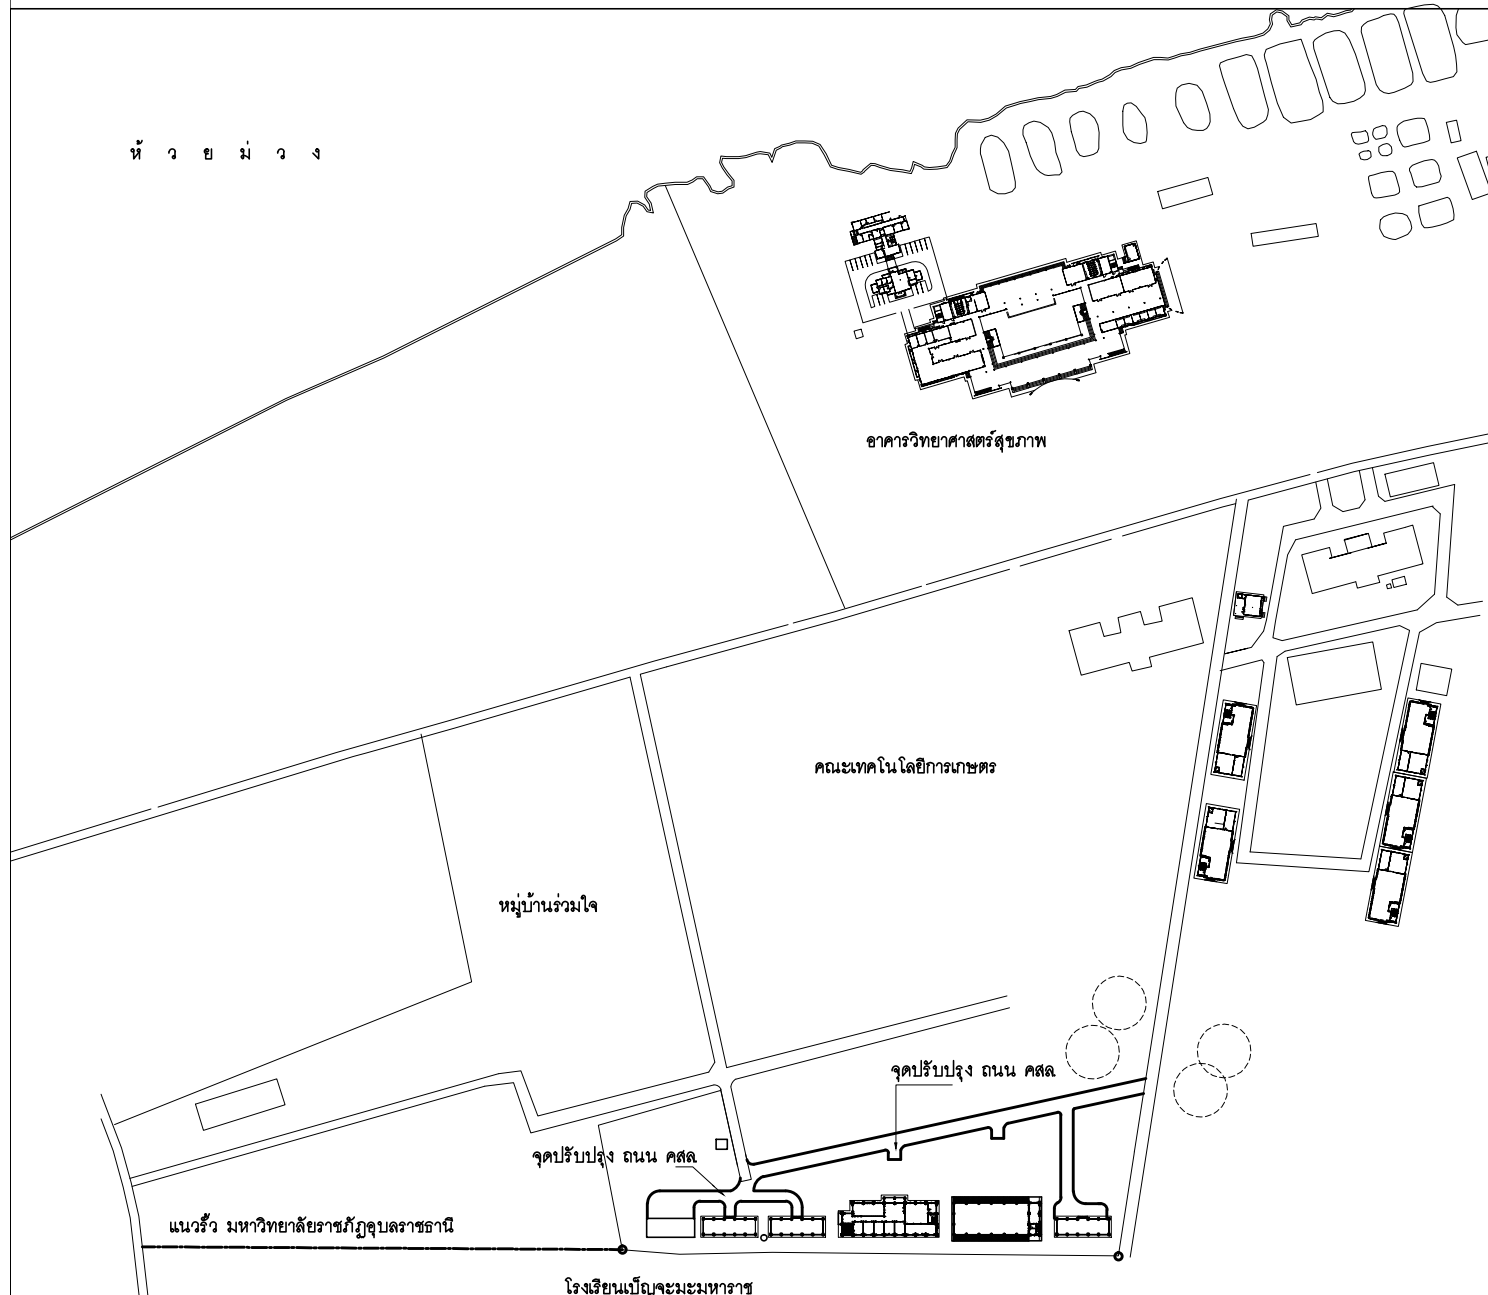 ห้ ว ย ม่ ว ง
อาคารวิทยาศาสตร์สุขภาพ
คณะเทคโนโลยีการเกษตร
หมู่บ้านร่วมใจ
จุดปรับปรุง ถนน คสล
จุดปรับปรุง ถนน คสล
แนวรั้ว มหาวิทยาลัยราชภัฏอุบลราชธานี
โรงเรียนเบ็ญจะมะมหาราช